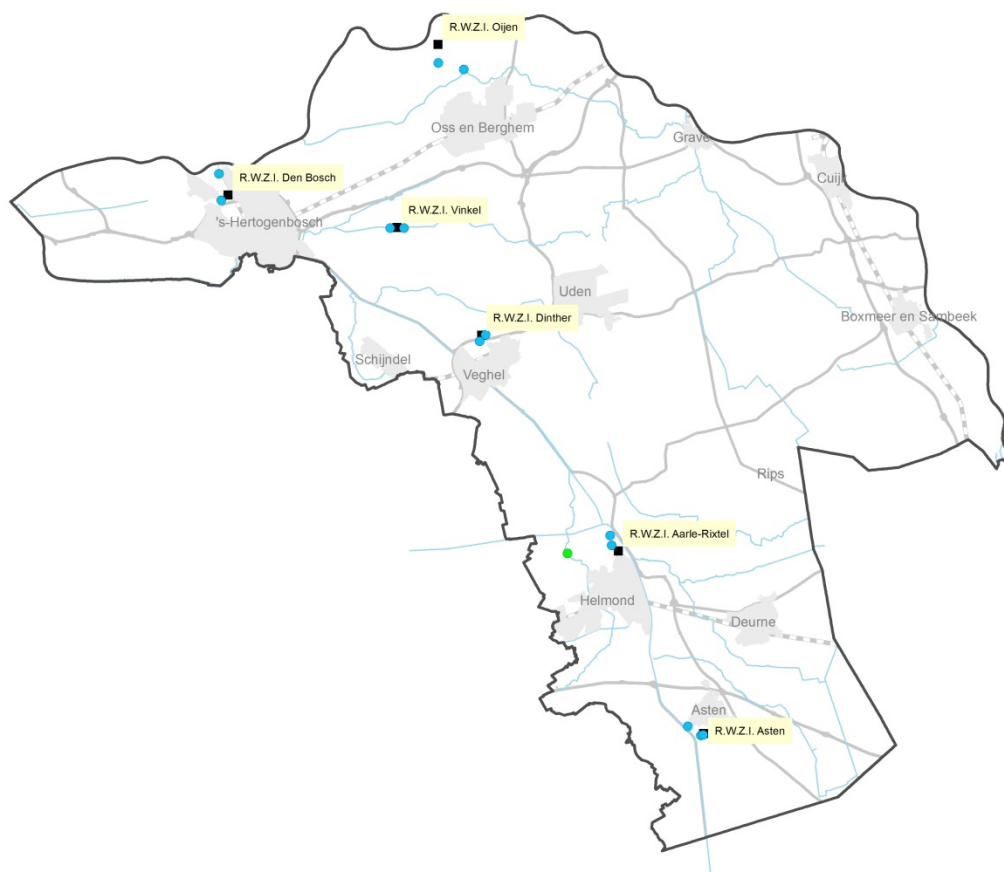 R.W.Z.I. Oijen
Oss en Berghem
Grave
R.W.Z.I. Den Bosch
Cuijk
R.W.Z.I. Vinkel
's-Hertogenbosch
Uden
R.W.Z.I. Dinther
Boxmeer en Sambeek
Schijndel
Veghel
Rips
R.W.Z.I. Aarle-Rixtel
Helmond
Deurne
Asten
R.W.Z.I. Asten